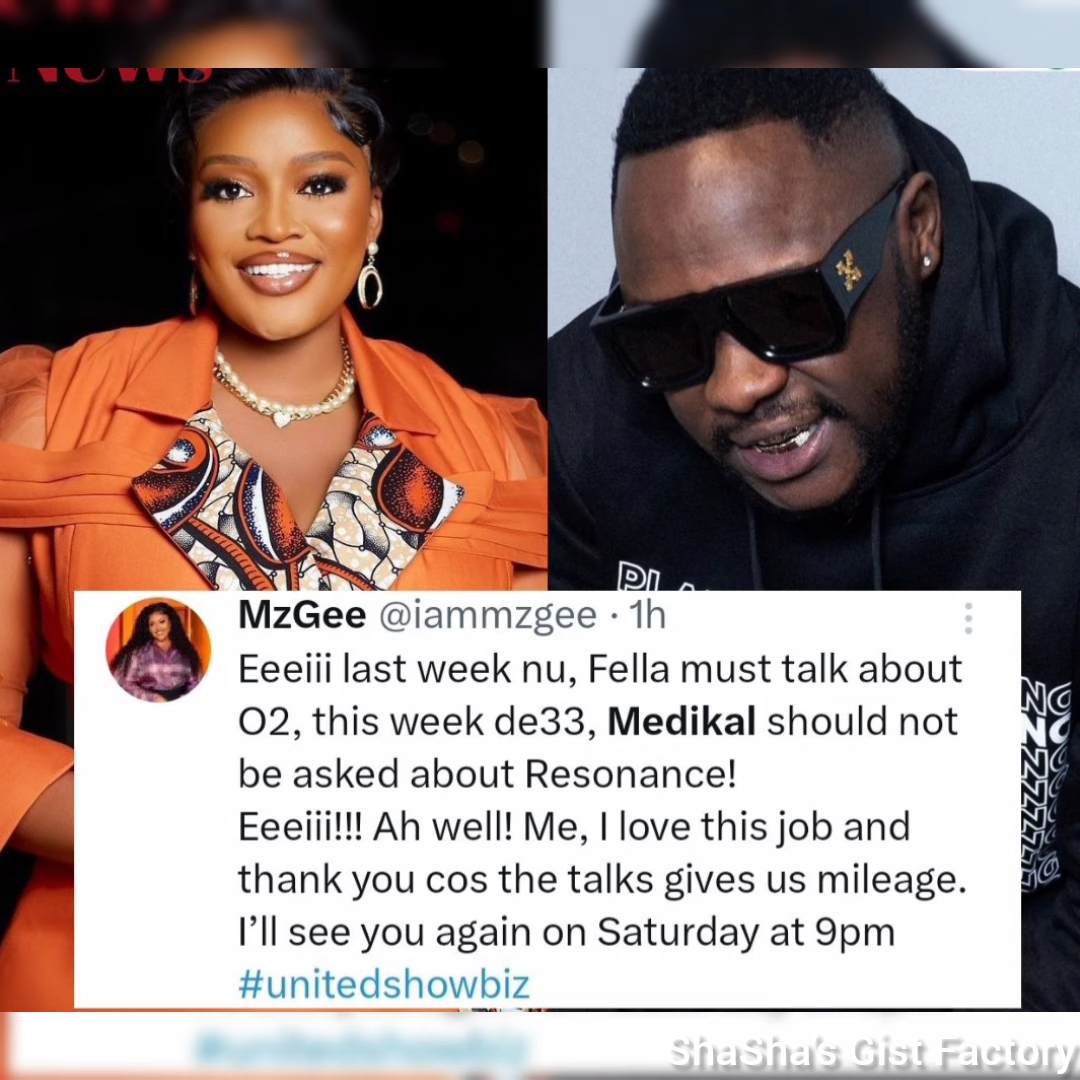 News
MzGee @iammzgee · 1h
Eeeiii last week nu, Fella must talk about
O2, this week de33, Medikal should not
be asked about Resonance!
Eeeiii!!! Ah well! Me, I love this job and
thank you cos the talks gives us mileage.
I’ll see you again on Saturday at 9pm
#unitedshowbiz
ShaSha's Gist Factory